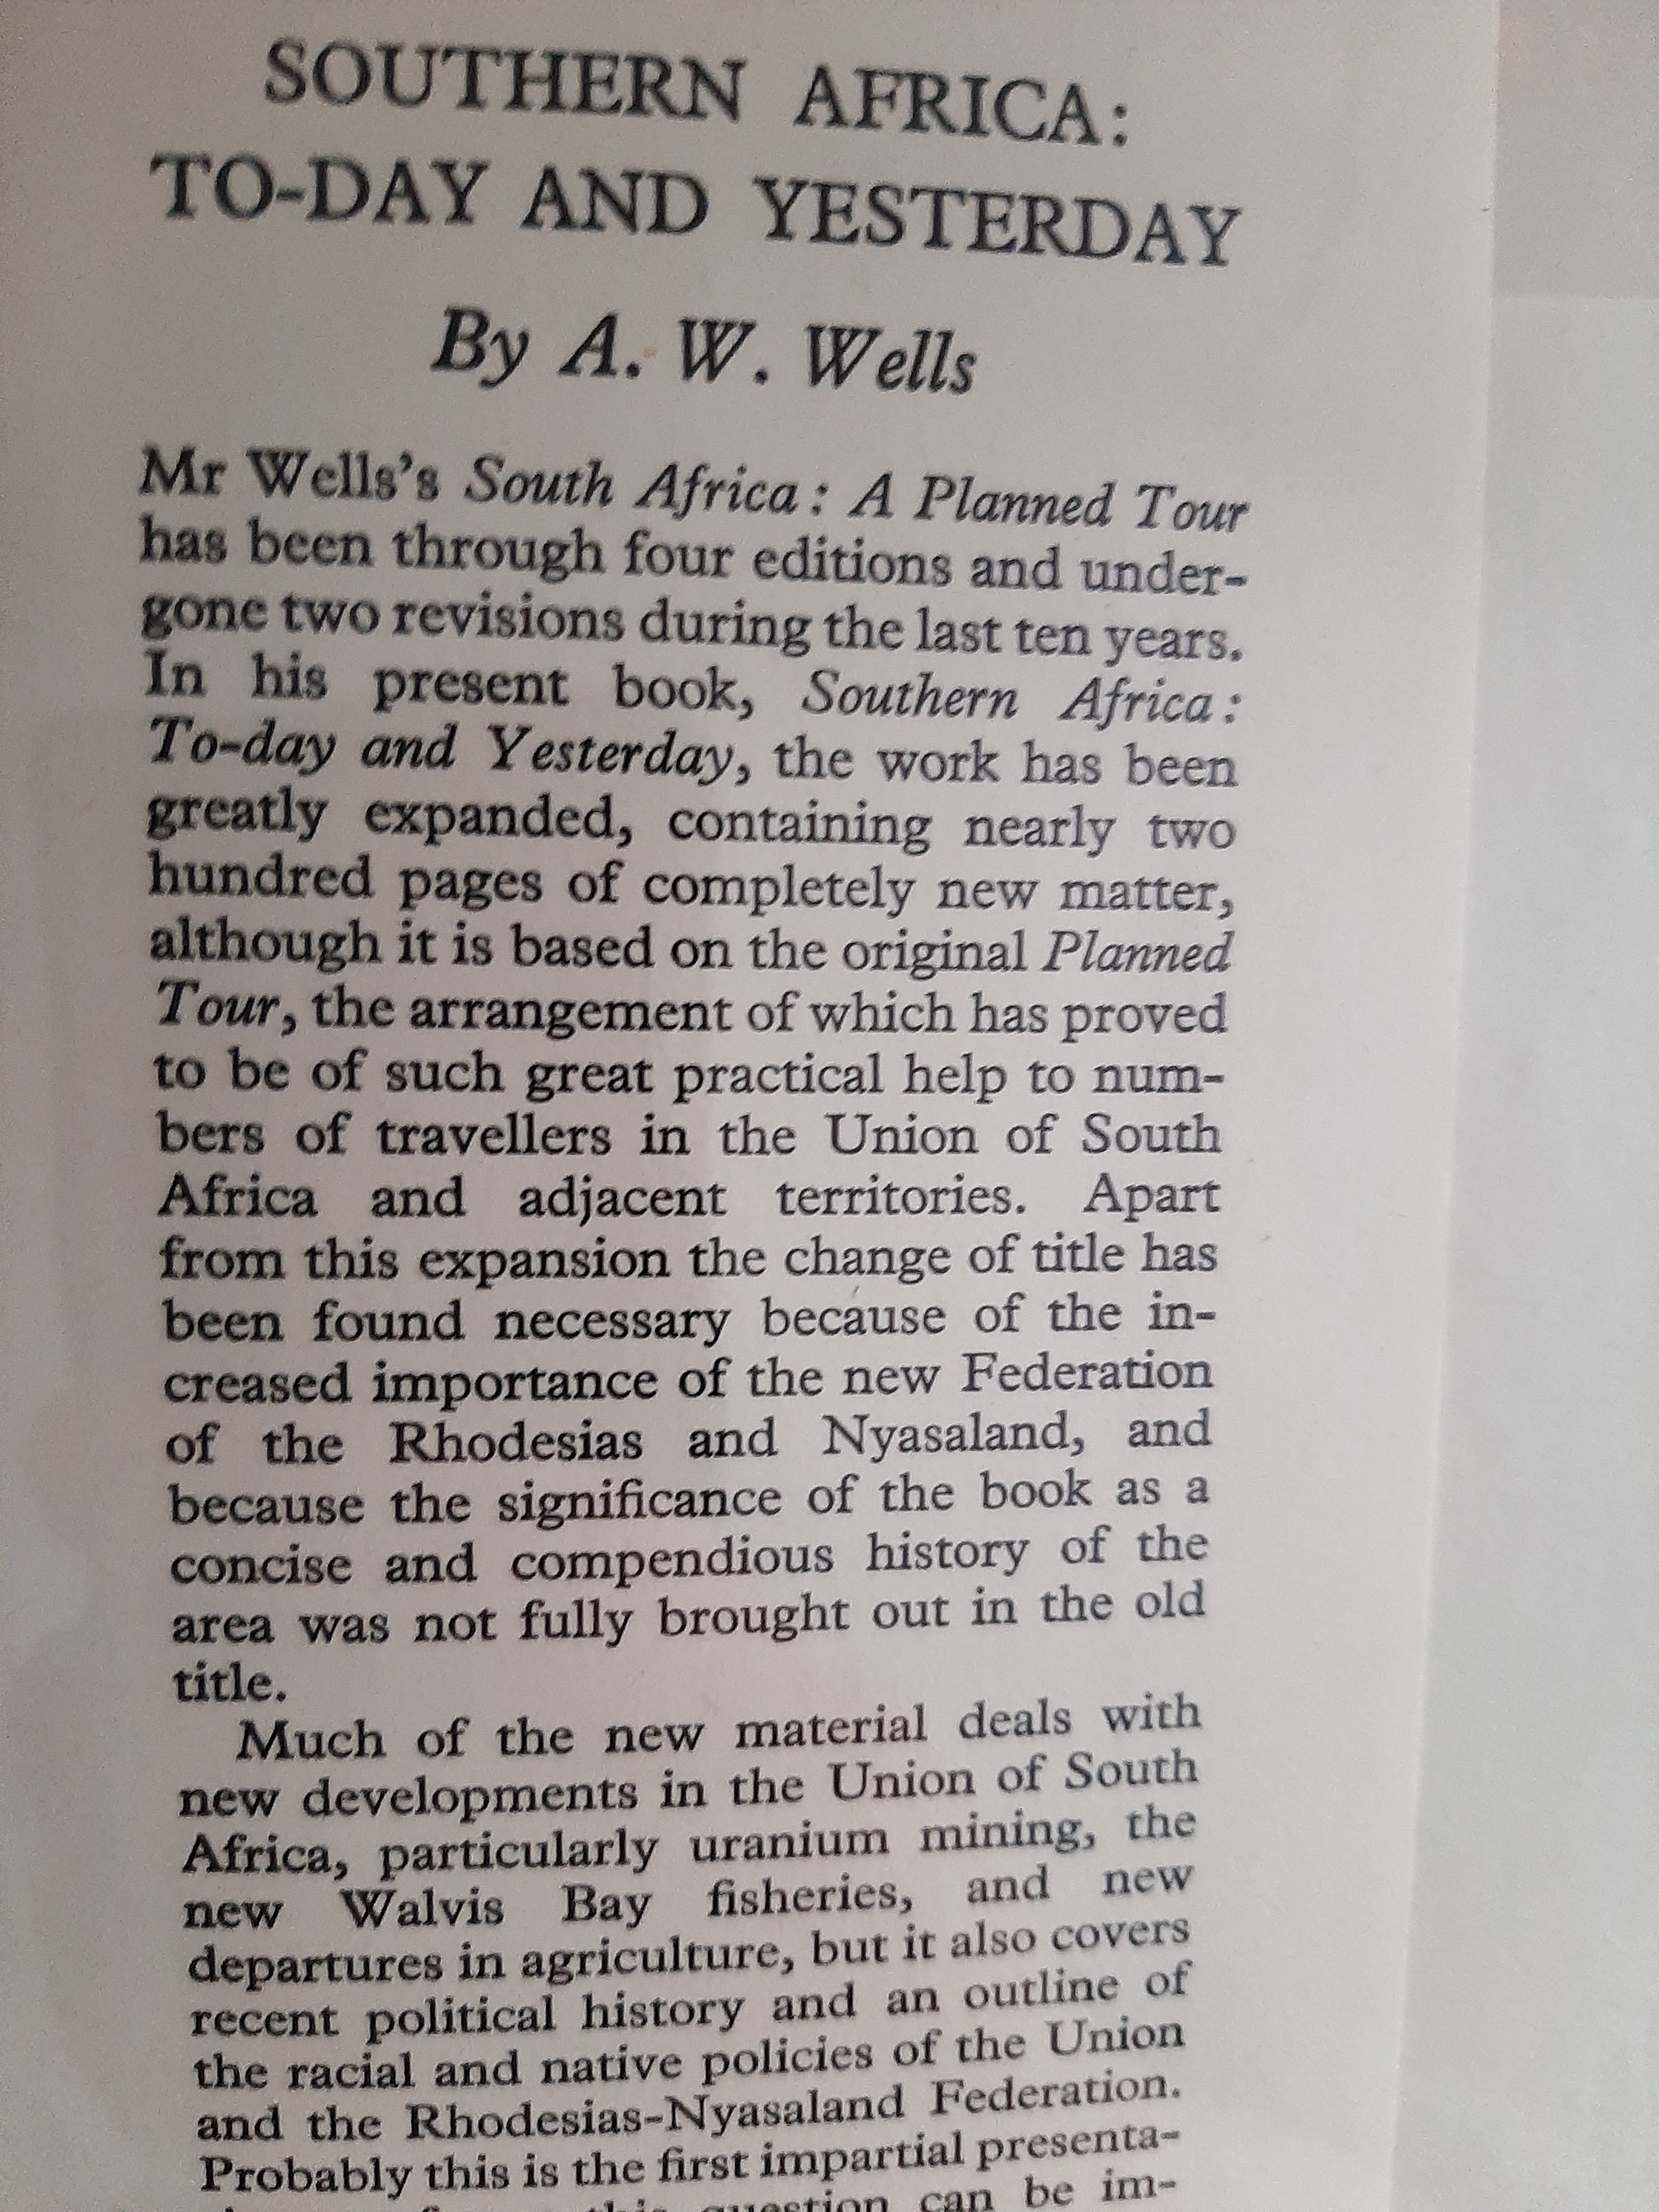 SOUTHERN AFRICA:
TO-DAY AND YESTERDAY
By A. W. Wells
Mr Wells's South Africa: A Planned Tour
has been through four editions and under-
gone two revisions during the last ten years.
In his present book, Southern Africa:
To-day and Yesterday, the work has been
greatly expanded, containing nearly two
hundred pages of completely new matter,
although it is based on the original Planned
Tour, the arrangement of which has proved
to be of such great practical help to num-
bers of travellers in the Union of South
Africa and adjacent territories. Apart
from this expansion the change of title has
been found necessary because of the in-
creased importance of the new Federation
of the Rhodesias and Nyasaland, and
because the significance of the book as a
concise and compendious history of the
area was not fully brought out in the old
title.
Much of the new material deals with
new developments in the Union of South
Africa, particularly uranium mining, the
new Walvis Bay fisheries, and new
departures in agriculture, but it also covers
recent political history and an outline of
the racial and native policies of the Union
and the Rhodesias-Nyasaland Federation.
Probably this is the first impartial presenta-
this question can be im-